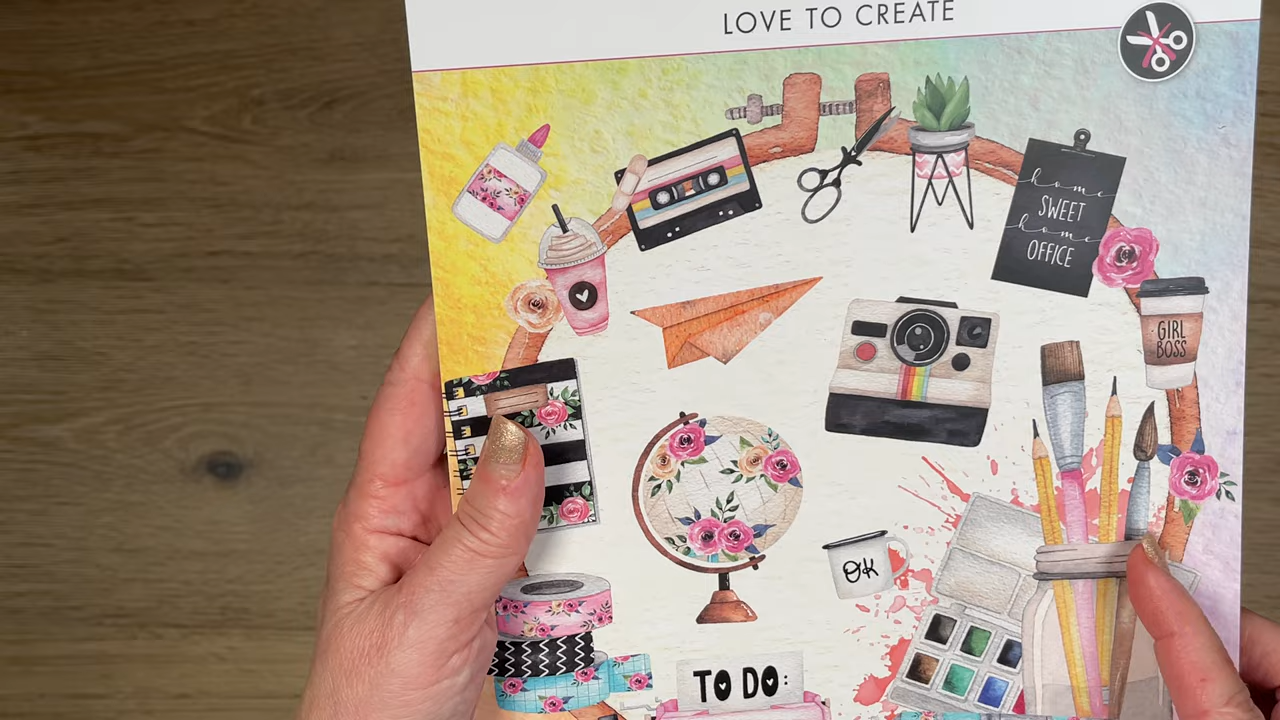 LOVE TO CREATE
home
SWEET
home
OFFICE
GIRL
BOSS
OK
TO DO: